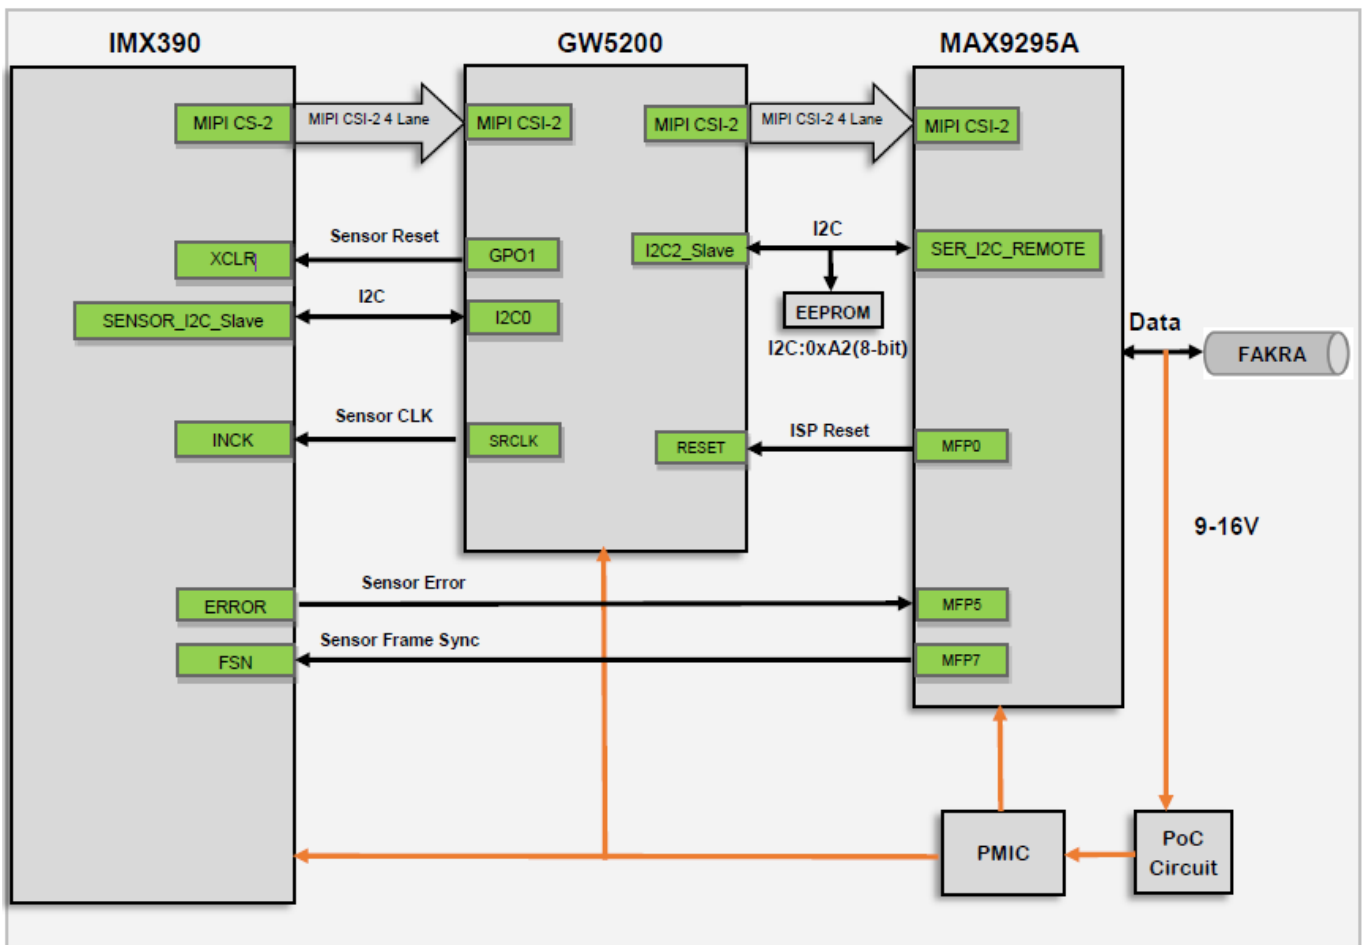 IMX390
GW5200
MAX9295A
MIPI CS-2
MIPI CSI-2 4 Lane
MIPI CSI-2
MIPI CSI-2
MIPI CSI-2 4 Lane
MIPI CSI-2
Sensor Reset
I2C
XCLR
GPO1
I2C2_Slave
SER_I2C_REMOTE
I2C
SENSOR_I2C_Slave
I2C0
EEPROM
I2C:0xA2(8-bit)
Data
FAKRA
Sensor CLK
INCK
SRCLK
ISP Reset
RESET
MFP0
9-16V
Sensor Error
ERROR
MFP5
Sensor Frame Sync
FSN
MFP7
PMIC
PoC
Circuit